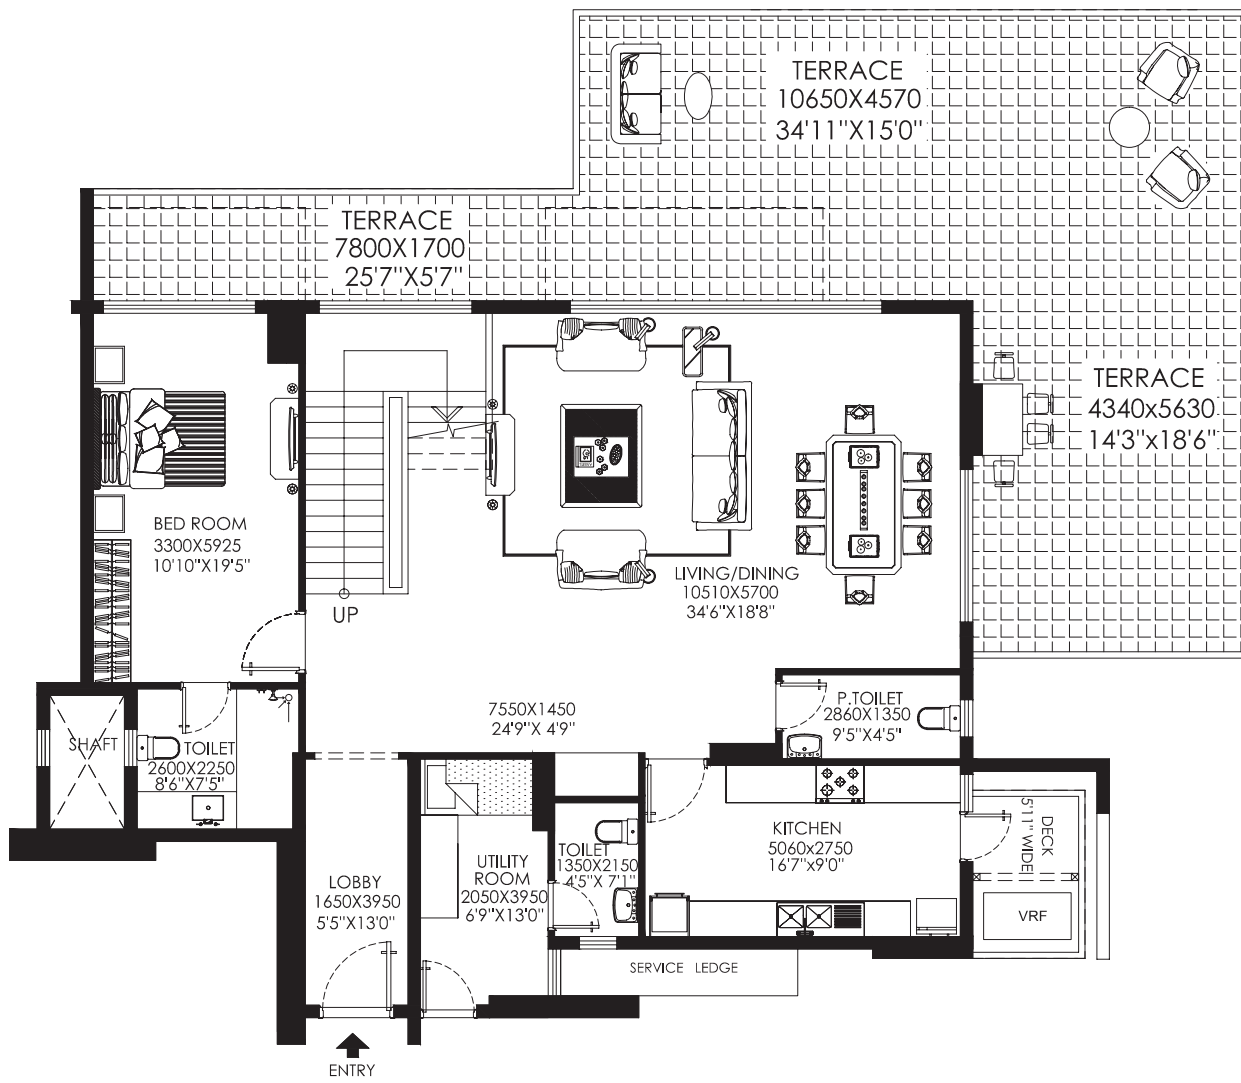 TERRACE
10650X4570
34'11"X15'0"
TERRACE
7800X1700
25'7"X5'7"
TERRACE
4340x5630
14'3"x18'6"
BED ROOM
3300X5925
10'10"X19'5"
UP
LIVING/DINING
10510X5700
34'6"X18'8"
7550X1450
24'9"X 4'9"
P.TOILET
2860X1350
9'5"X4'5"
SHAFT
TOILET
2600X2250
8'6"X7'5"
KITCHEN
5060x2750
16'7"x9'0"
DECK
5'11" WIDE
VRF
TOILET
1350X2150
4'5"X 7'1"
UTILITY
ROOM
2050X3950
6'9"X13'0"
LOBBY
1650X3950
5'5"X13'0"
SERVICE LEDGE
ENTRY